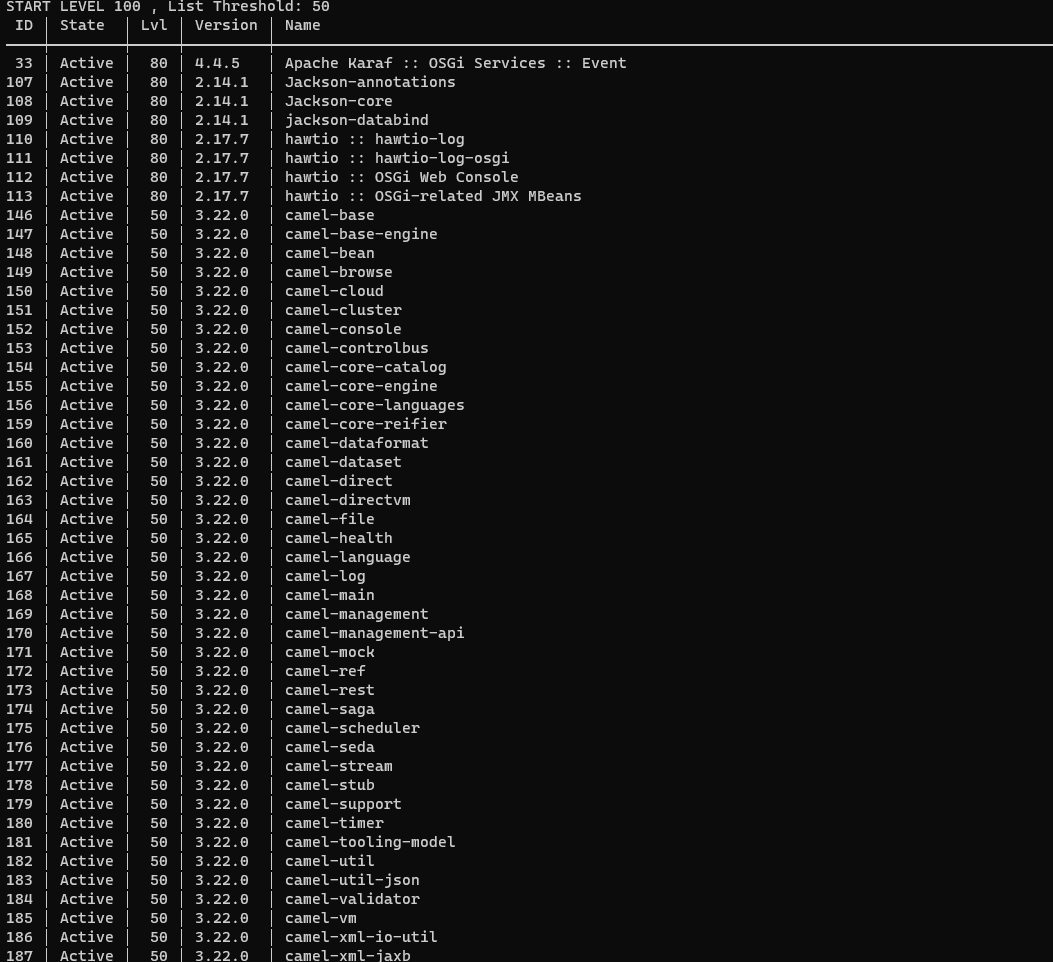 START LEVEL 100 , List Threshold: 50
 ID │ State  │ Lvl │ Version │ Name
 33 │ Active │  80 │ 4.4.5   │ Apache Karaf :: OSGi Services :: Event
107 │ Active │  80 │ 2.14.1  │ Jackson-annotations
108 │ Active │  80 │ 2.14.1  │ Jackson-core
109 │ Active │  80 │ 2.14.1  │ jackson-databind
110 │ Active │  80 │ 2.17.7  │ hawtio :: hawtio-log
111 │ Active │  80 │ 2.17.7  │ hawtio :: hawtio-log-osgi
112 │ Active │  80 │ 2.17.7  │ hawtio :: OSGi Web Console
113 │ Active │  80 │ 2.17.7  │ hawtio :: OSGi-related JMX MBeans
146 │ Active │  50 │ 3.22.0  │ camel-base
147 │ Active │  50 │ 3.22.0  │ camel-base-engine
148 │ Active │  50 │ 3.22.0  │ camel-bean
149 │ Active │  50 │ 3.22.0  │ camel-browse
150 │ Active │  50 │ 3.22.0  │ camel-cloud
151 │ Active │  50 │ 3.22.0  │ camel-cluster
152 │ Active │  50 │ 3.22.0  │ camel-console
153 │ Active │  50 │ 3.22.0  │ camel-controlbus
154 │ Active │  50 │ 3.22.0  │ camel-core-catalog
155 │ Active │  50 │ 3.22.0  │ camel-core-engine
156 │ Active │  50 │ 3.22.0  │ camel-core-languages
159 │ Active │  50 │ 3.22.0  │ camel-core-reifier
160 │ Active │  50 │ 3.22.0  │ camel-dataformat
161 │ Active │  50 │ 3.22.0  │ camel-dataset
162 │ Active │  50 │ 3.22.0  │ camel-direct
163 │ Active │  50 │ 3.22.0  │ camel-directvm
164 │ Active │  50 │ 3.22.0  │ camel-file
165 │ Active │  50 │ 3.22.0  │ camel-health
166 │ Active │  50 │ 3.22.0  │ camel-language
167 │ Active │  50 │ 3.22.0  │ camel-log
168 │ Active │  50 │ 3.22.0  │ camel-main
169 │ Active │  50 │ 3.22.0  │ camel-management
170 │ Active │  50 │ 3.22.0  │ camel-management-api
171 │ Active │  50 │ 3.22.0  │ camel-mock
172 │ Active │  50 │ 3.22.0  │ camel-ref
173 │ Active │  50 │ 3.22.0  │ camel-rest
174 │ Active │  50 │ 3.22.0  │ camel-saga
175 │ Active │  50 │ 3.22.0  │ camel-scheduler
176 │ Active │  50 │ 3.22.0  │ camel-seda
177 │ Active │  50 │ 3.22.0  │ camel-stream
178 │ Active │  50 │ 3.22.0  │ camel-stub
179 │ Active │  50 │ 3.22.0  │ camel-support
180 │ Active │  50 │ 3.22.0  │ camel-timer
181 │ Active │  50 │ 3.22.0  │ camel-tooling-model
182 │ Active │  50 │ 3.22.0  │ camel-util
183 │ Active │  50 │ 3.22.0  │ camel-util-json
184 │ Active │  50 │ 3.22.0  │ camel-validator
185 │ Active │  50 │ 3.22.0  │ camel-vm
186 │ Active │  50 │ 3.22.0  │ camel-xml-io-util
187 │ Active │  50 │ 3.22.0  │ camel-xml-jaxb